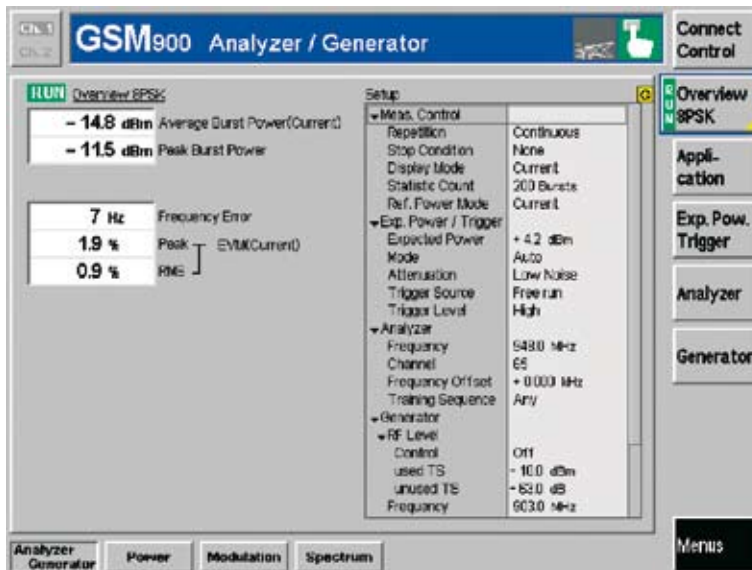 Ch. 2
GSM900 Analyzer / Generator
Connect Control
RUN Overview 8PSK
- 14.8 dBm Average Burst Power(Current)
- 11.5 dBm Peak Burst Power
7 Hz Frequency Error
1.9 % Peak EVM(Current)
0.9 % RMS
Setup
Meas. Control
Repetition Continuous
Stop Condition None
Display Mode Current
Statistic Count 200 Bursts
Ref. Power Mode Current
Exp. Power / Trigger
Expected Power + 4.2 dBm
Mode Auto
Attenuation Low Noise
Trigger Source Free run
Trigger Level High
Analyzer
Frequency 948.0 MHz
Channel 65
Frequency Offset + 0.000 kHz
Training Sequence Any
Generator
RF Level
Control Off
used TS - 10.0 dBm
unused TS - 63.0 dB
Frequency 903.0 MHz
G
RUN
Overview 8PSK
Appli-
cation
Exp. Pow.
Trigger
Analyzer
Generator
Menus
Analyzer
Generator
Power
Modulation
Spectrum